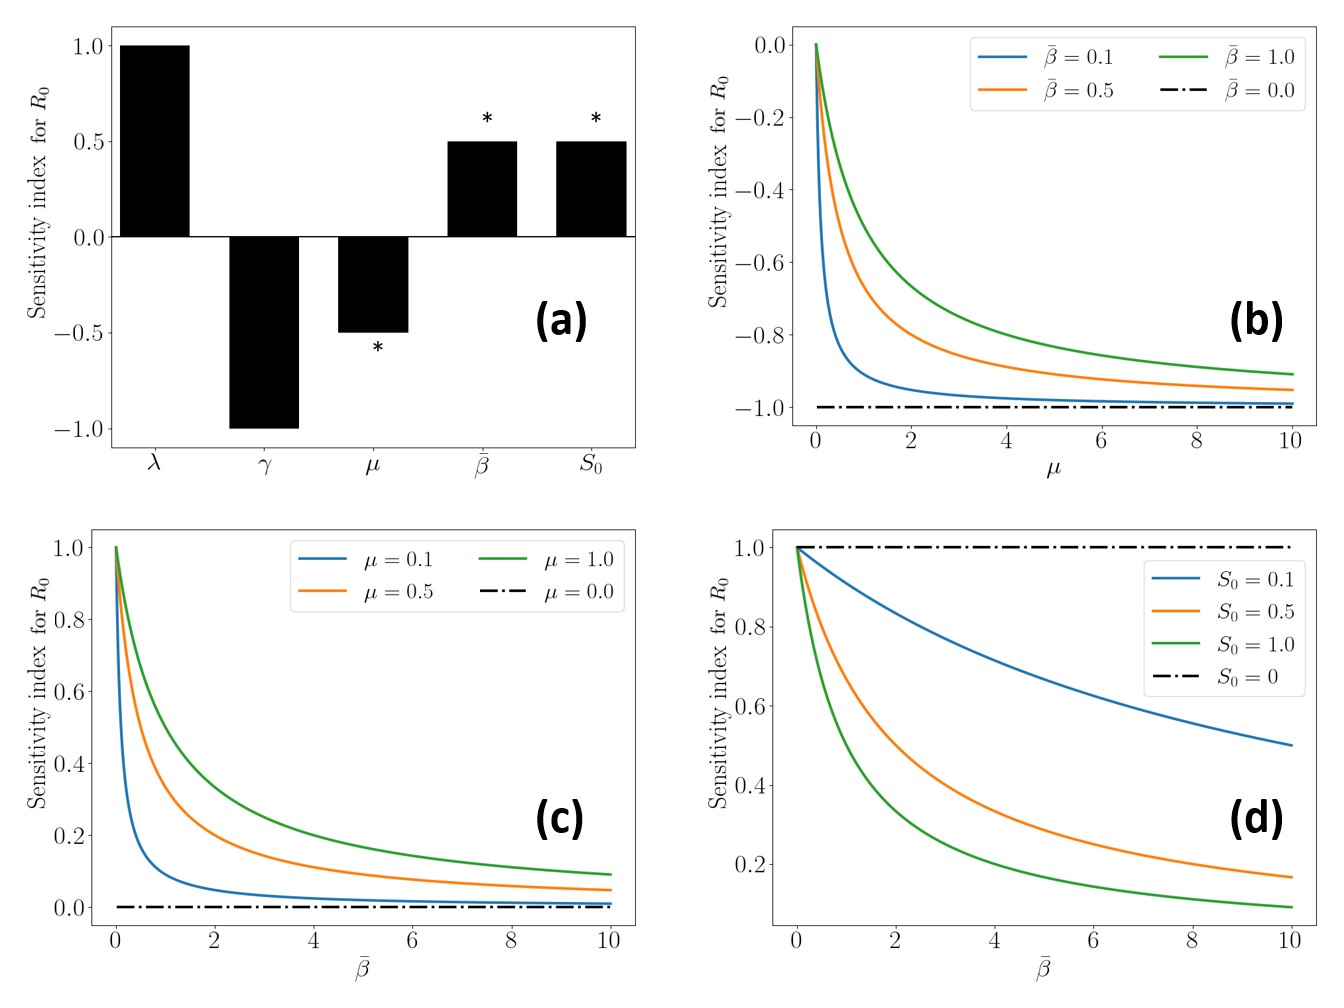 Sensitivity index for R₀
1.0
0.5
0.0
−0.5
−1.0
* * *
(a)
λ γ μ β̄ S₀
Sensitivity index for R₀
0.0
−0.2
−0.4
−0.6
−0.8
−1.0
β̄ = 0.1 β̄ = 1.0
β̄ = 0.5 β̄ = 0.0
(b)
0 2 4 6 8 10
μ
Sensitivity index for R₀
1.0
0.8
0.6
0.4
0.2
0.0
μ = 0.1 μ = 1.0
μ = 0.5 μ = 0.0
(c)
0 2 4 6 8 10
β̄
Sensitivity index for R₀
1.0
0.8
0.6
0.4
0.2
S₀ = 0.1
S₀ = 0.5
S₀ = 1.0
S₀ = 0
(d)
0 2 4 6 8 10
β̄